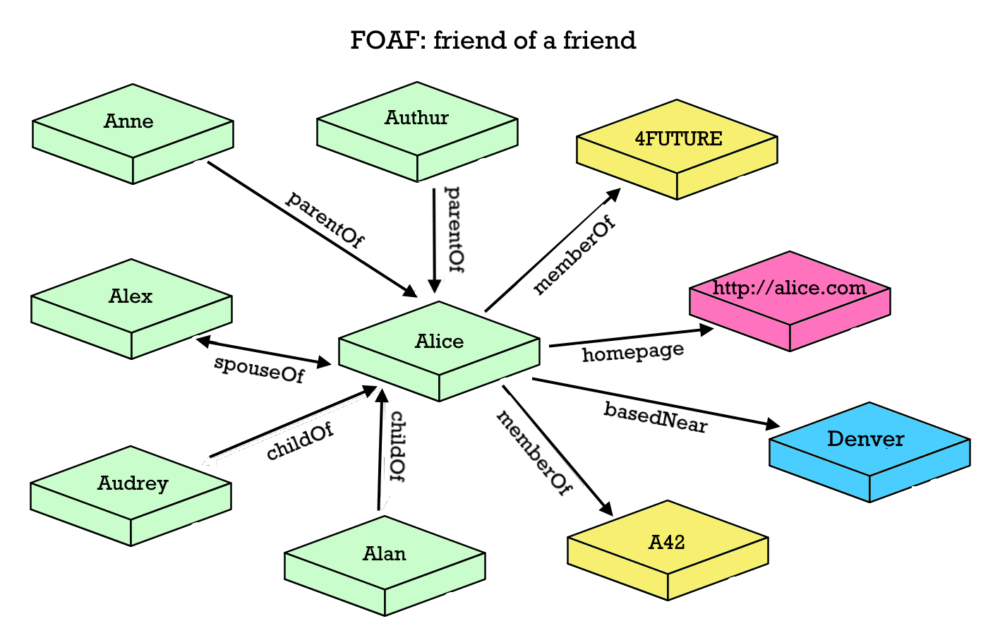 FOAF: friend of a friend
Anne
Authur
4FUTURE
parentOf
parentOf
memberOf
Alex
http://alice.com
Alice
spouseOf
homepage
basedNear
childOf
childOf
memberOf
Denver
Audrey
Alan
A42